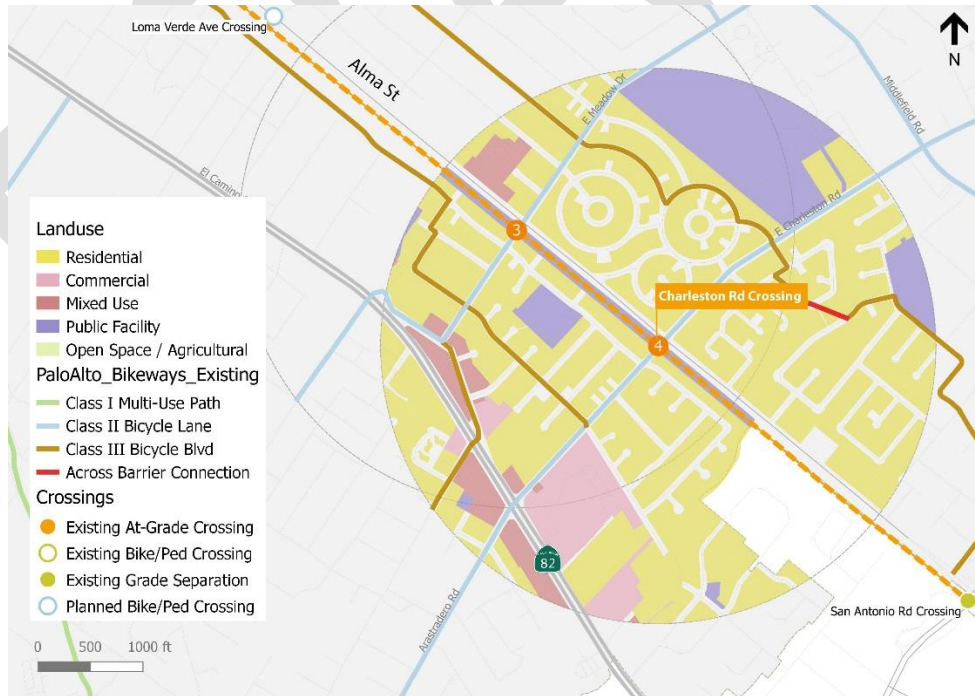 Loma Verde Ave Crossing
Alma St
N
E Meadow Dr
Middlefield Rd
El Camino
E Charleston Rd
3
Charleston Rd Crossing
4
82
Arastradero Rd
San Antonio Rd Crossing
Landuse
Residential
Commercial
Mixed Use
Public Facility
Open Space / Agricultural
PaloAlto_Bikeways_Existing
Class I Multi-Use Path
Class II Bicycle Lane
Class III Bicycle Blvd
Across Barrier Connection
Crossings
Existing At-Grade Crossing
Existing Bike/Ped Crossing
Existing Grade Separation
Planned Bike/Ped Crossing
0 500 1000 ft